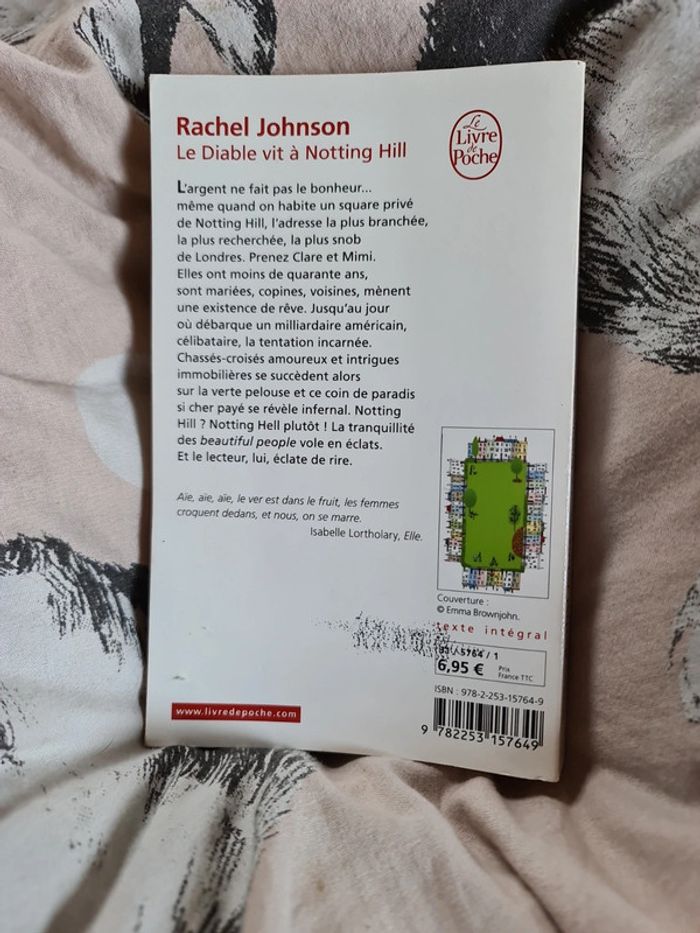 Rachel Johnson
Le Diable vit à Notting Hill
Le
Livre
de
Poche
L'argent ne fait pas le bonheur...
même quand on habite un square privé
de Notting Hill, l'adresse la plus branchée,
la plus recherchée, la plus snob
de Londres. Prenez Clare et Mimi.
Elles ont moins de quarante ans,
sont mariées, copines, voisines, mènent
une existence de rêve. Jusqu'au jour
où débarque un milliardaire américain,
célibataire, la tentation incarnée.
Chassés-croisés amoureux et intrigues
immobilières se succèdent alors
sur la verte pelouse et ce coin de paradis
si cher payé se révèle infernal. Notting
Hill ? Notting Hell plutôt ! La tranquillité
des beautiful people vole en éclats.
Et le lecteur, lui, éclate de rire.
Aïe, aïe, aïe, le ver est dans le fruit, les femmes
croquent dedans, et nous, on se marre.
Isabelle Lortholary, Elle.
Couverture :
© Emma Brownjohn.
texte intégral
/ 5764 / 1
6,95 €
Prix
France TTC
ISBN : 978-2-253-15764-9
9 782253 157649
www.livredepoche.com